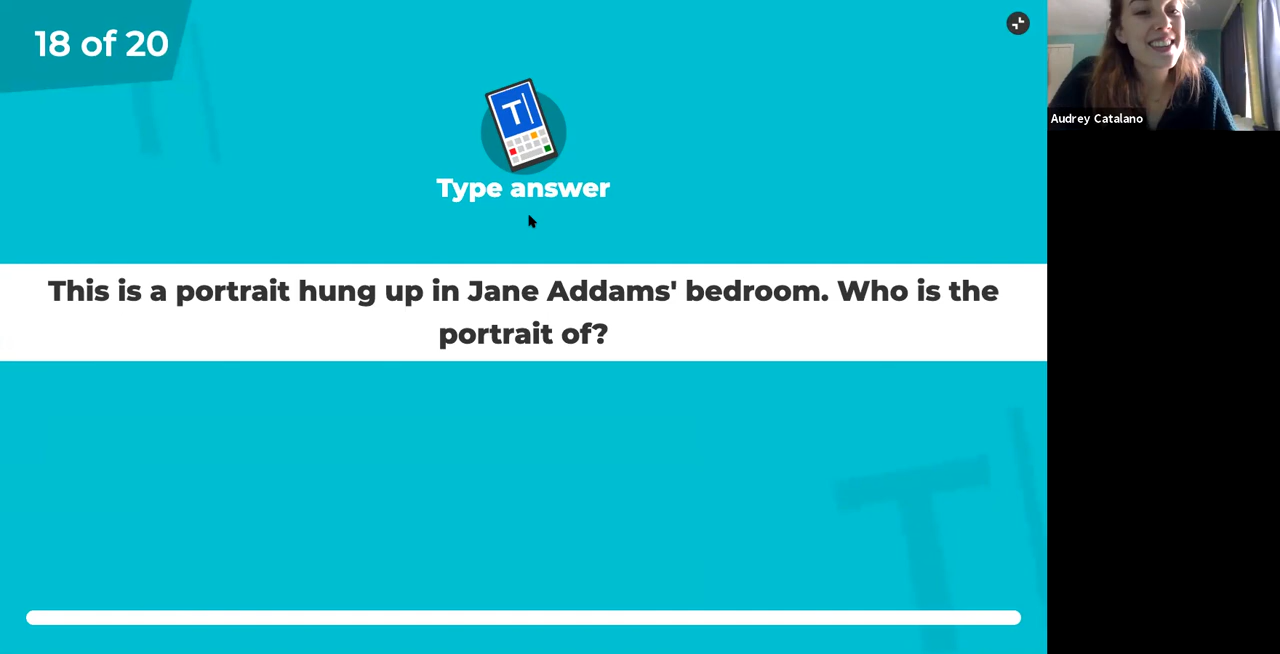 18 of 20
T
Type answer
This is a portrait hung up in Jane Addams' bedroom. Who is the
portrait of?
Audrey Catalano